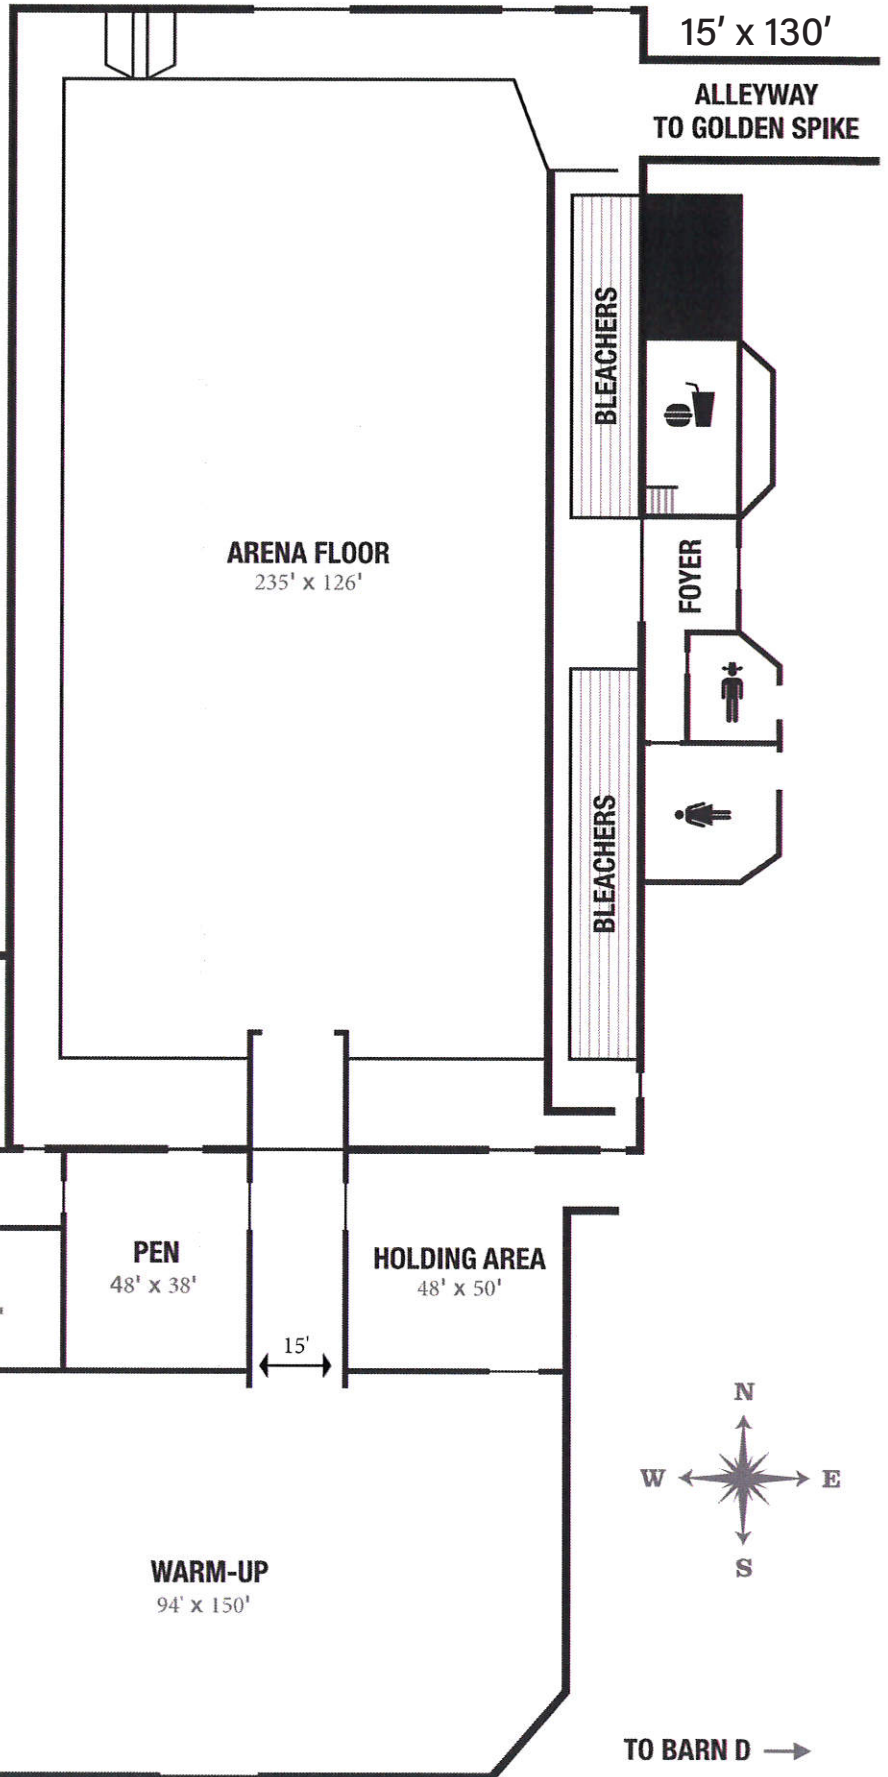 15' x 130'
ALLEYWAY
TO GOLDEN SPIKE
BLEACHERS
ARENA FLOOR
235' x 126'
FOYER
BLEACHERS
PEN
48' x 38'
HOLDING AREA
48' x 50'
15'
N
W
E
S
WARM-UP
94' x 150'
TO BARN D